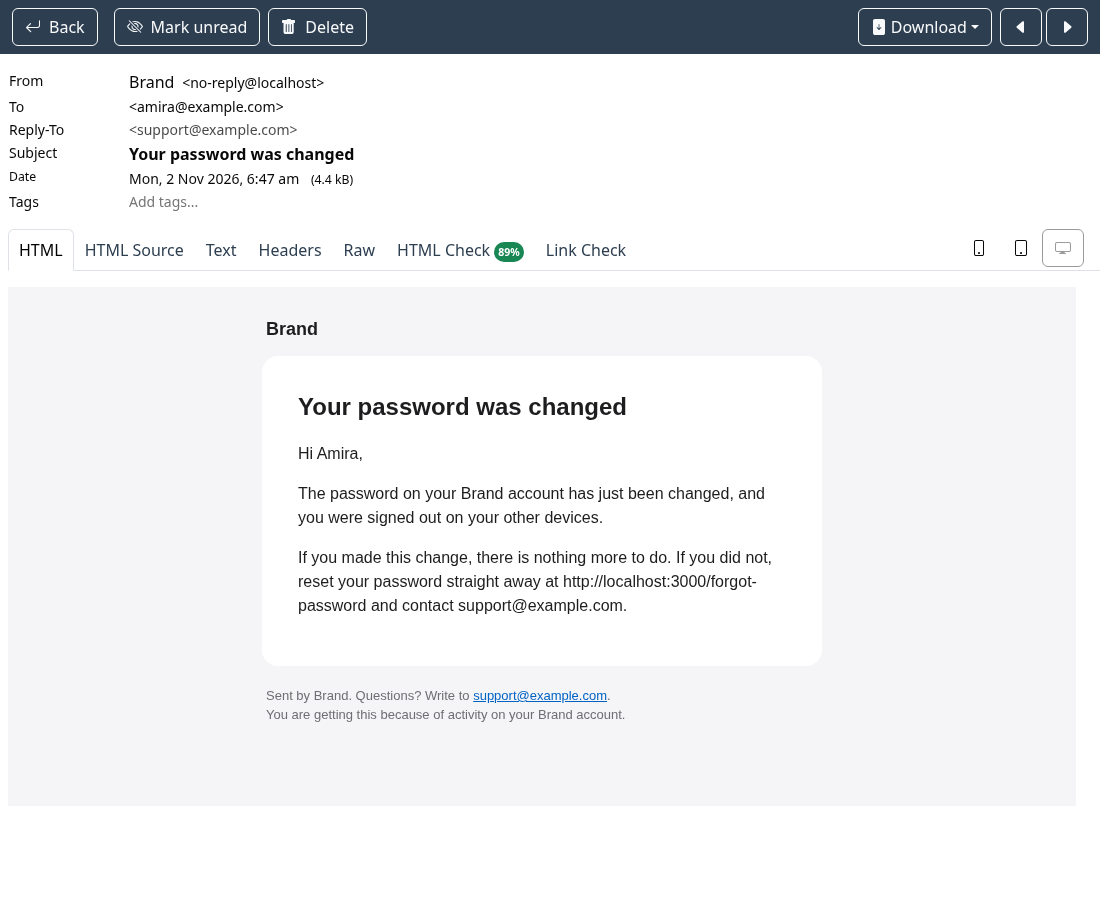 Back
Mark unread
Delete
Download
From Brand <no-reply@localhost>
To <amira@example.com>
Reply-To <support@example.com>
Subject Your password was changed
Date Mon, 2 Nov 2026, 6:47 am (4.4 kB)
Tags Add tags...
HTML HTML Source Text Headers Raw HTML Check 89% Link Check
Brand
Your password was changed
Hi Amira,
The password on your Brand account has just been changed, and
you were signed out on your other devices.
If you made this change, there is nothing more to do. If you did not,
reset your password straight away at http://localhost:3000/forgot-
password and contact support@example.com.
Sent by Brand. Questions? Write to support@example.com.
You are getting this because of activity on your Brand account.